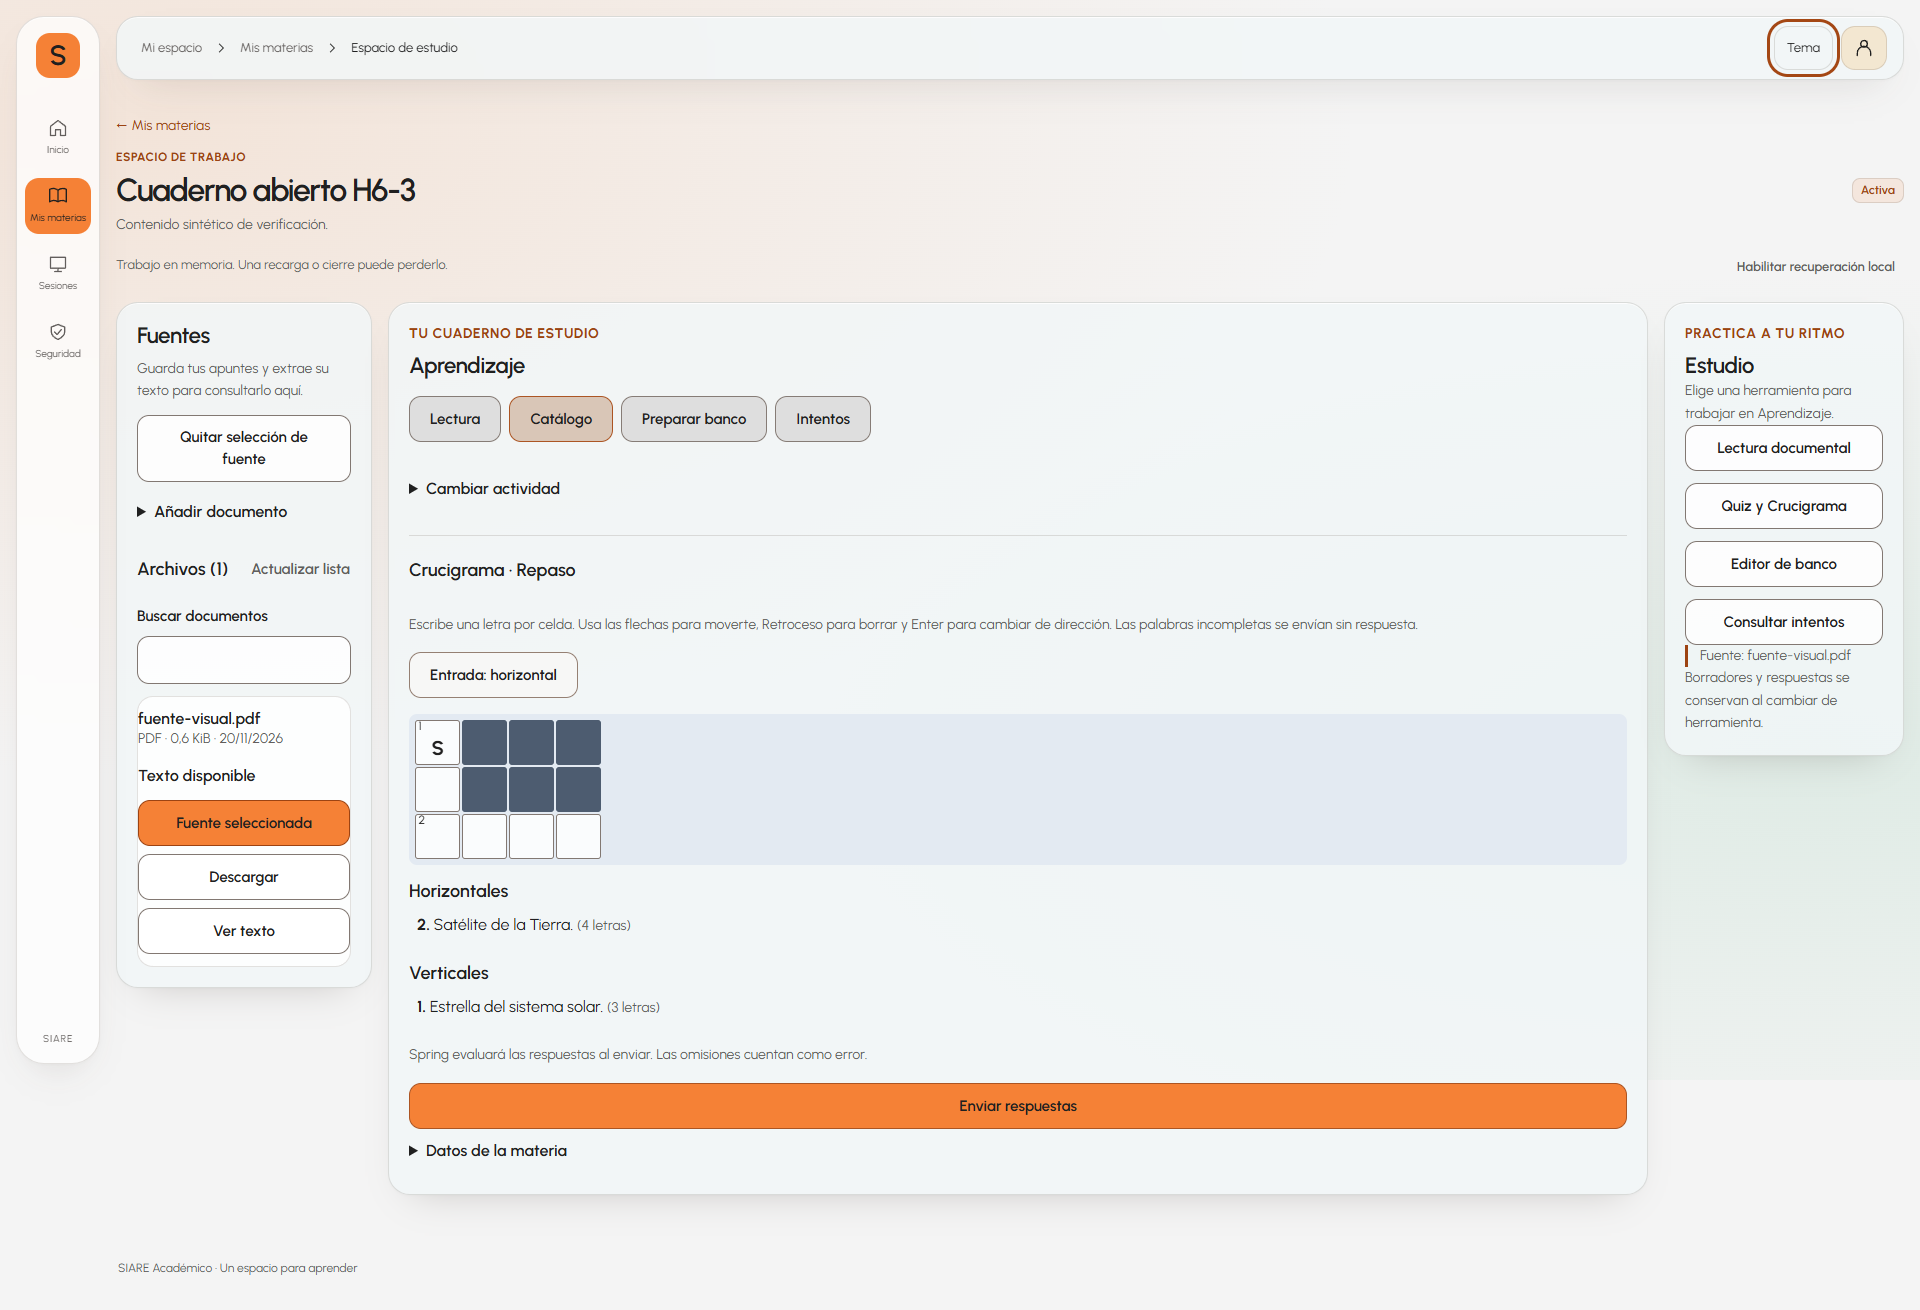 S
Inicio
Mis materias
Sesiones
Seguridad
SIARE
Mi espacio
Mis materias
Espacio de estudio
Tema
← Mis materias
ESPACIO DE TRABAJO
Cuaderno abierto H6-3
Activa
Contenido sintético de verificación.
Trabajo en memoria. Una recarga o cierre puede perderlo.
Habilitar recuperación local
Fuentes
Guarda tus apuntes y extrae su
texto para consultarlo aquí.
Quitar selección de
fuente
Añadir documento
Archivos (1)
Actualizar lista
Buscar documentos
fuente-visual.pdf
PDF · 0,6 KiB · 20/11/2026
Texto disponible
Fuente seleccionada
Descargar
Ver texto
TU CUADERNO DE ESTUDIO
Aprendizaje
Lectura
Catálogo
Preparar banco
Intentos
Cambiar actividad
Crucigrama · Repaso
Escribe una letra por celda. Usa las flechas para moverte, Retroceso para borrar y Enter para cambiar de dirección. Las palabras incompletas se envían sin respuesta.
Entrada: horizontal
1
S
2
Horizontales
2. Satélite de la Tierra. (4 letras)
Verticales
1. Estrella del sistema solar. (3 letras)
Spring evaluará las respuestas al enviar. Las omisiones cuentan como error.
Enviar respuestas
Datos de la materia
PRACTICA A TU RITMO
Estudio
Elige una herramienta para
trabajar en Aprendizaje.
Lectura documental
Quiz y Crucigrama
Editor de banco
Consultar intentos
Fuente: fuente-visual.pdf
Borradores y respuestas se
conservan al cambiar de
herramienta.
SIARE Académico · Un espacio para aprender